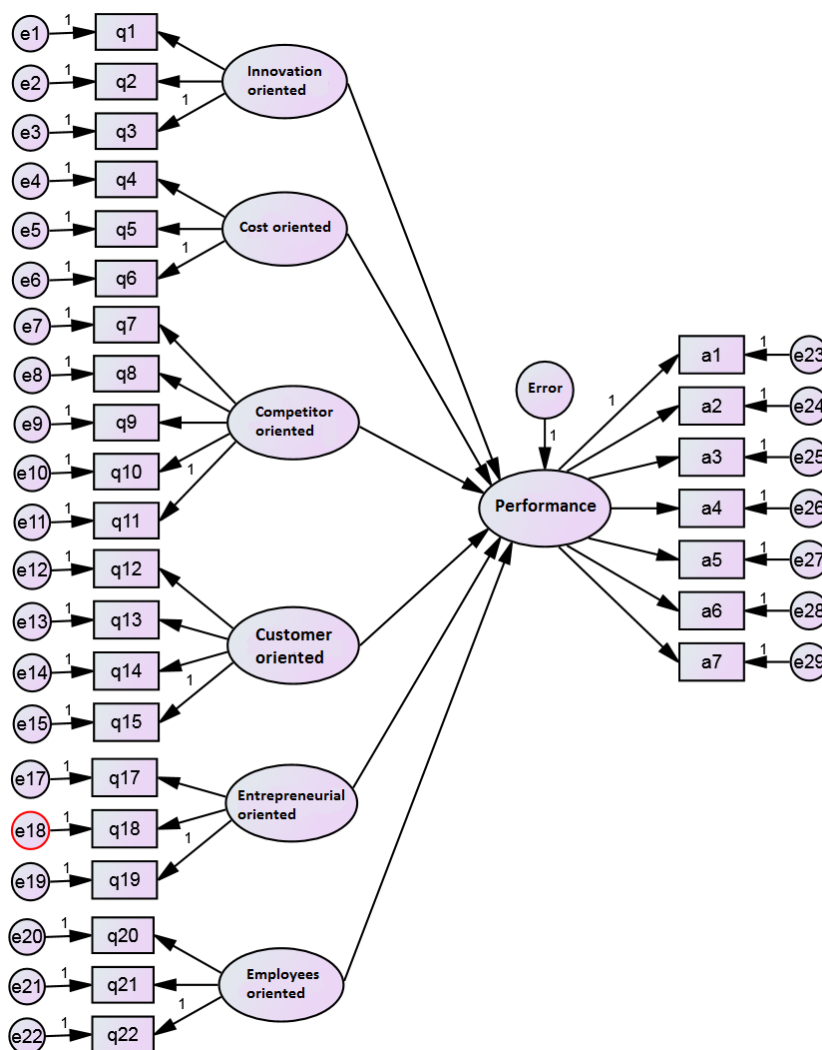 e1 1 q1
e2 1 q2
e3 1 q3
1
Innovation
oriented
e4 1 q4
e5 1 q5
e6 1 q6
1
Cost oriented
e7 1 q7
e8 1 q8
e9 1 q9
e10 1 q10
e11 1 q11
1
Competitor
oriented
e12 1 q12
e13 1 q13
e14 1 q14
e15 1 q15
1
Customer
oriented
e17 1 q17
e18 1 q18
e19 1 q19
1
Entrepreneurial
oriented
e20 1 q20
e21 1 q21
e22 1 q22
1
Employees
oriented
Error
1
Performance
1
a1 1 e23
a2 1 e24
a3 1 e25
a4 1 e26
a5 1 e27
a6 1 e28
a7 1 e29